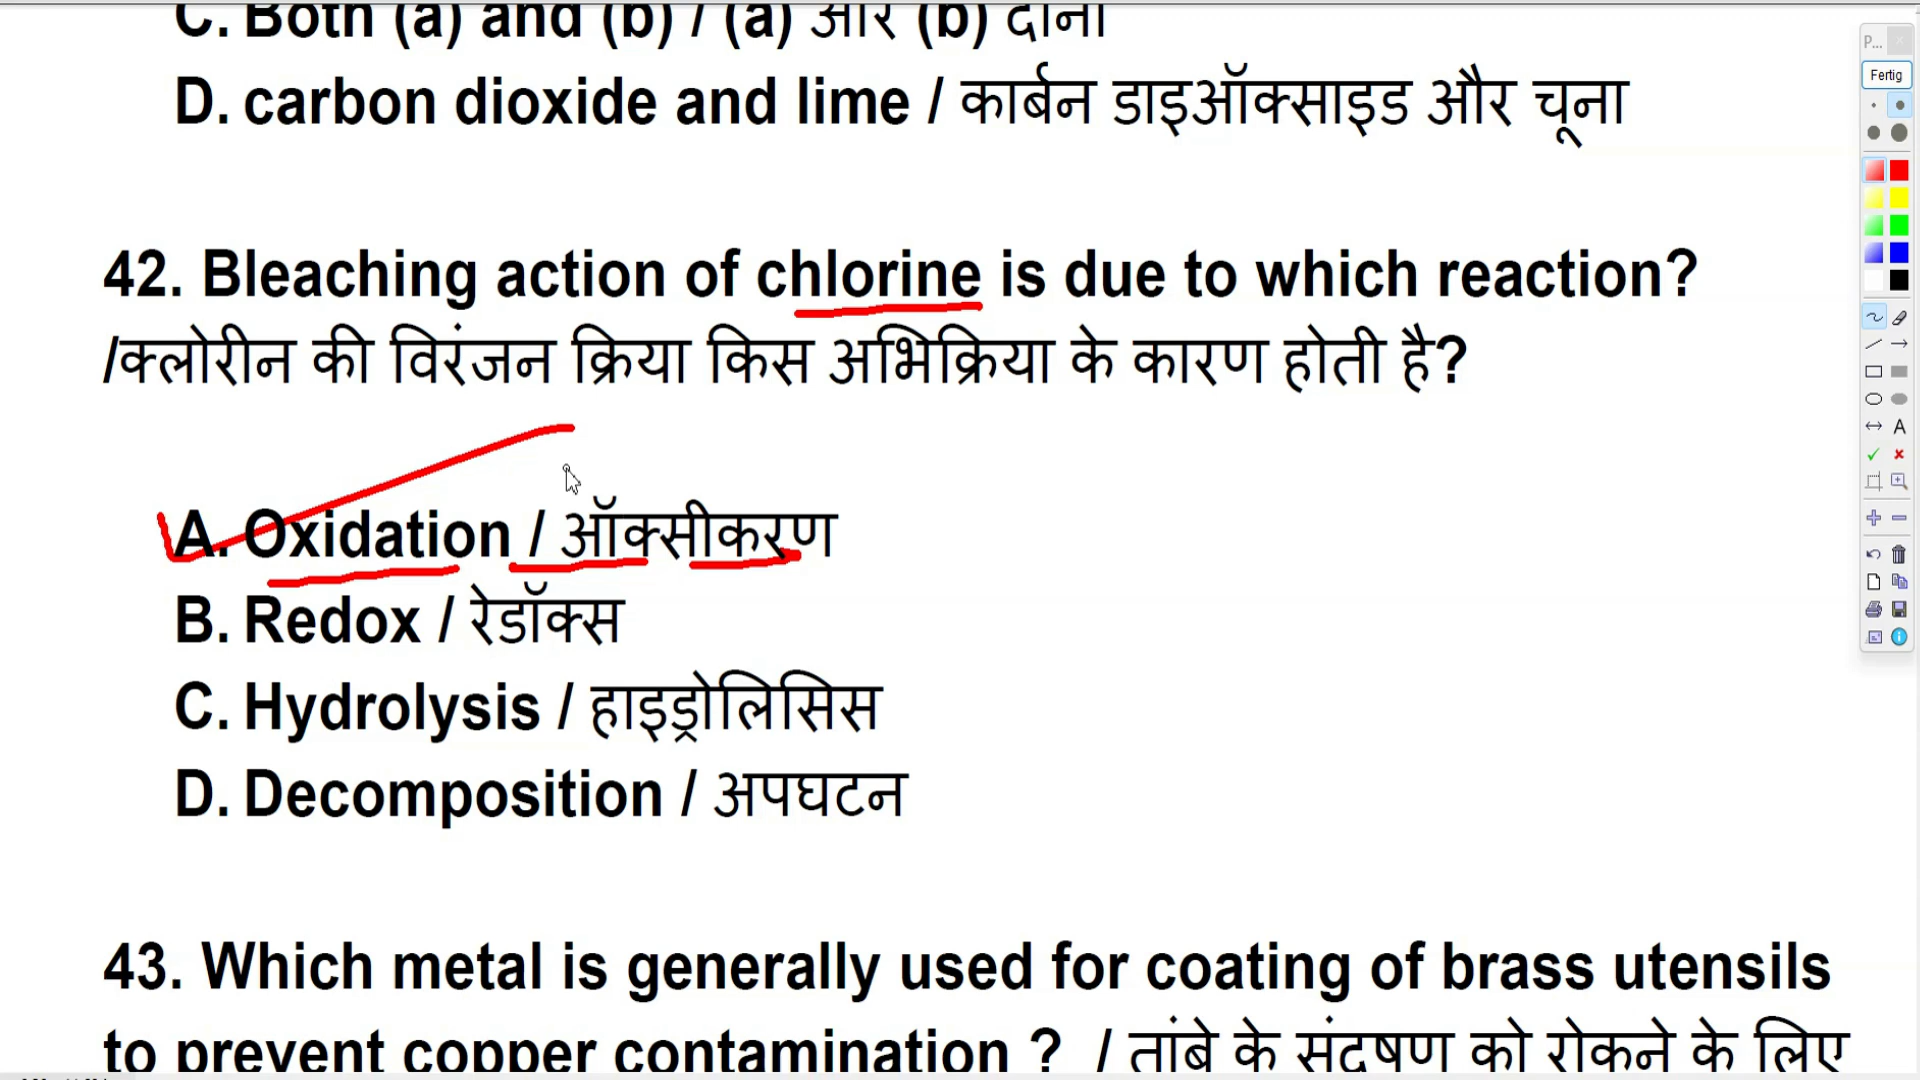 C. Both (a) and (b) / (a) और (b) दोनों
D. carbon dioxide and lime / कार्बन डाइऑक्साइड और चूना
P...
Fertig
42. Bleaching action of chlorine is due to which reaction?
/क्लोरीन की विरंजन क्रिया किस अभिक्रिया के कारण होती है?
A. Oxidation / ऑक्सीकरण
B. Redox / रेडॉक्स
C. Hydrolysis / हाइड्रोलिसिस
D. Decomposition / अपघटन
43. Which metal is generally used for coating of brass utensils
to prevent copper contamination ? / तांबे के संदूषण को रोकने के लिए